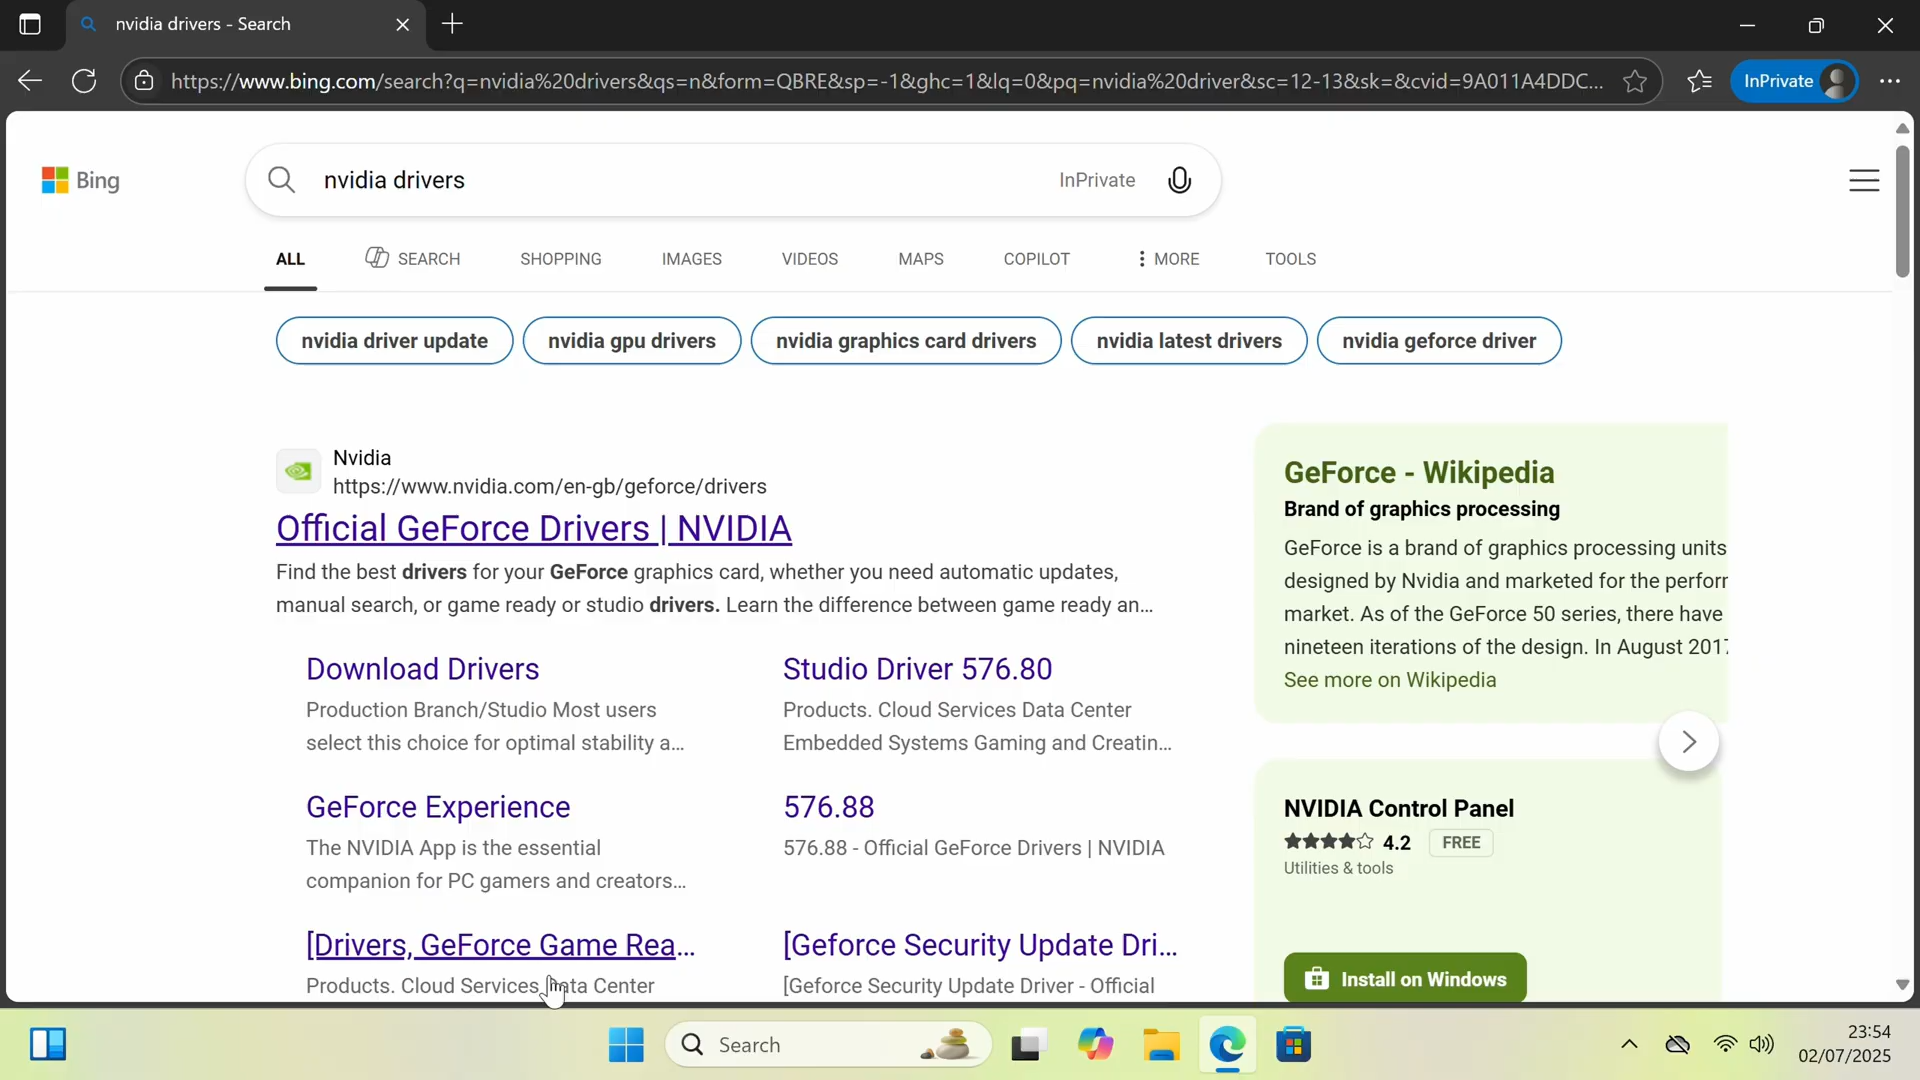 nvidia drivers - Search
https://www.bing.com/search?q=nvidia%20drivers&qs=n&form=QBRE&sp=-1&ghc=1&lq=0&pq=nvidia%20driver&sc=12-13&sk=&cvid=9A011A4DDC...
InPrivate
Bing
nvidia drivers
InPrivate
ALL
SEARCH
SHOPPING
IMAGES
VIDEOS
MAPS
COPILOT
MORE
TOOLS
nvidia driver update
nvidia gpu drivers
nvidia graphics card drivers
nvidia latest drivers
nvidia geforce driver
Nvidia
https://www.nvidia.com/en-gb/geforce/drivers
Official GeForce Drivers | NVIDIA
Find the best drivers for your GeForce graphics card, whether you need automatic updates,
manual search, or game ready or studio drivers. Learn the difference between game ready an...
Download Drivers
Production Branch/Studio Most users
select this choice for optimal stability a...
Studio Driver 576.80
Products. Cloud Services Data Center
Embedded Systems Gaming and Creatin...
GeForce Experience
The NVIDIA App is the essential
companion for PC gamers and creators...
576.88
576.88 - Official GeForce Drivers | NVIDIA
[Drivers, GeForce Game Rea...
Products. Cloud Services Data Center
[Geforce Security Update Dri...
[Geforce Security Update Driver - Official
GeForce - Wikipedia
Brand of graphics processing
GeForce is a brand of graphics processing units
designed by Nvidia and marketed for the perfor
market. As of the GeForce 50 series, there have
nineteen iterations of the design. In August 2017
See more on Wikipedia
NVIDIA Control Panel
4.2
FREE
Utilities & tools
Install on Windows
Search
23:54
02/07/2025